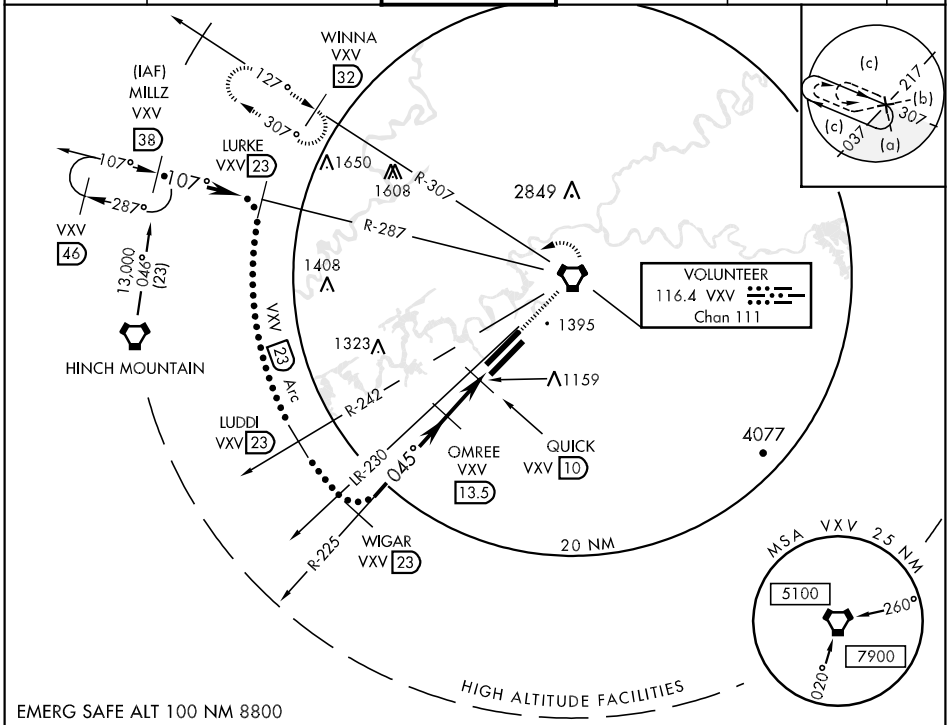 WINNA
VXV
32
127°
307°
(IAF)
MILLZ
VXV
38
107°
107°
287°
VXV
46
LURKE
VXV 23
1650
1608
R-307
2849
R-287
13,000
046°
(23)
HINCH MOUNTAIN
1408
VXV 23 Arc
1323
VOLUNTEER
116.4 VXV
Chan 111
1395
1159
R-242
LUDDI
VXV 23
LR-230
045°
OMREE
VXV
13.5
QUICK
VXV 10
4077
R-225
WIGAR
VXV 23
20 NM
(c)
217
(b)
307
(c)
037
(a)
MSA VXV 25 NM
5100
260°
7900
020°
HIGH ALTITUDE FACILITIES
EMERG SAFE ALT 100 NM 8800